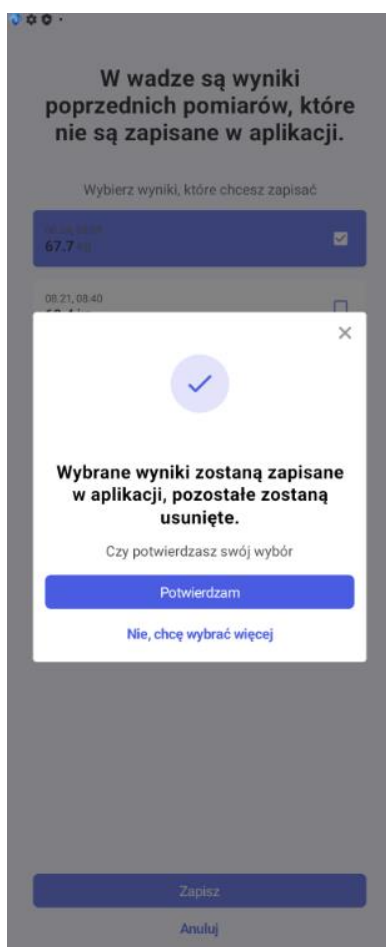 W wadze są wyniki
poprzednich pomiarów, które
nie są zapisane w aplikacji.
Wybierz wyniki, które chcesz zapisać
67.7 kg
08.21, 08:40
Wybrane wyniki zostaną zapisane
w aplikacji, pozostałe zostaną
usunięte.
Czy potwierdzasz swój wybór
Potwierdzam
Nie, chcę wybrać więcej
Zapisz
Anuluj